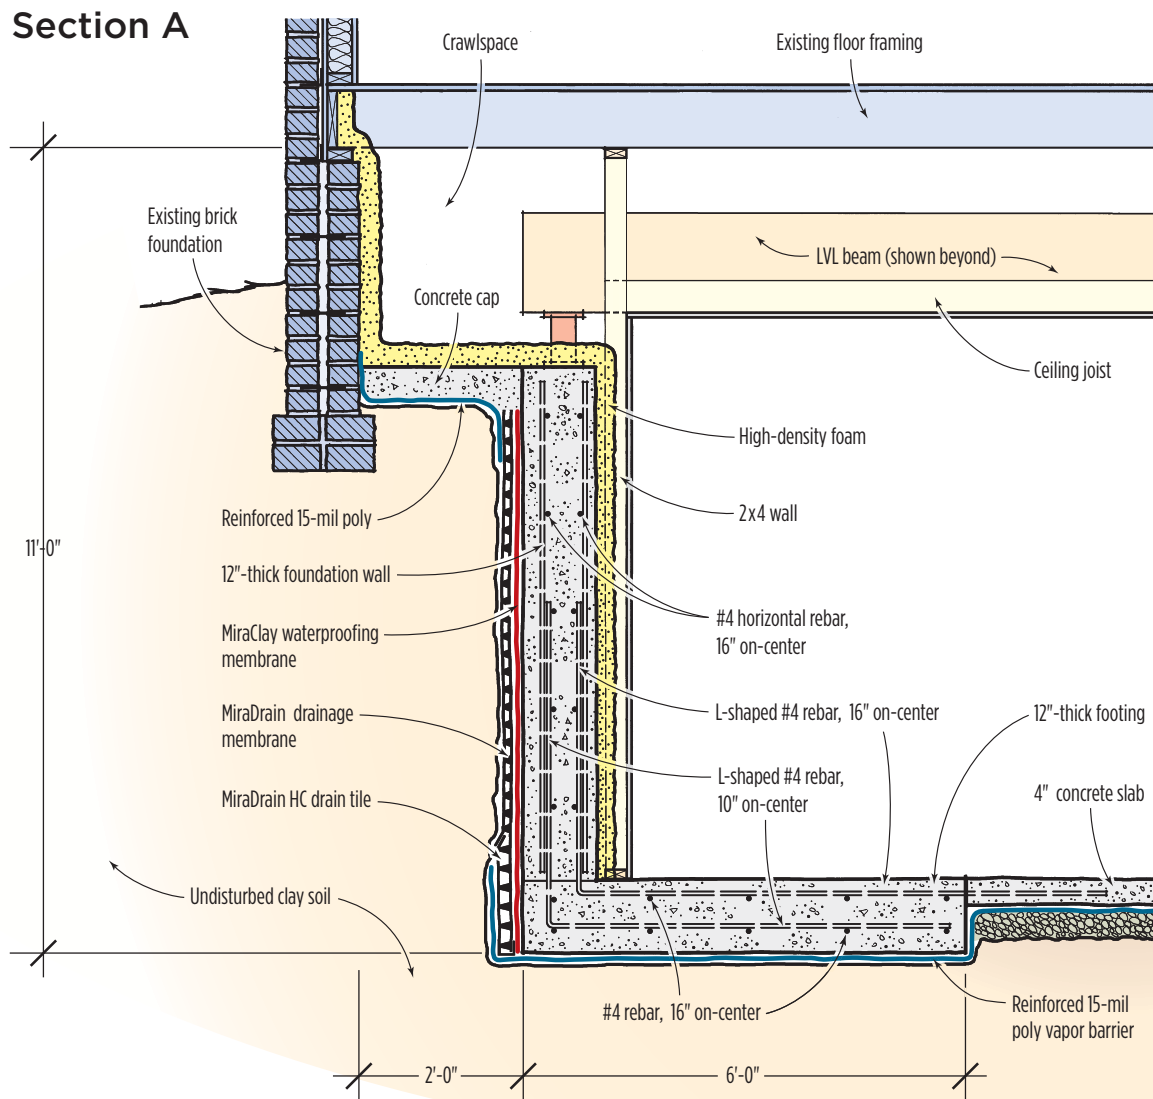 Section A
Crawlspace
Existing floor framing
Existing brick
foundation
LVL beam (shown beyond)
Concrete cap
Ceiling joist
High-density foam
Reinforced 15-mil poly
2x4 wall
11'-0"
12"-thick foundation wall
#4 horizontal rebar,
16" on-center
MiraClay waterproofing
membrane
MiraDrain drainage
membrane
L-shaped #4 rebar, 16" on-center
12"-thick footing
L-shaped #4 rebar,
10" on-center
MiraDrain HC drain tile
4" concrete slab
Undisturbed clay soil
#4 rebar, 16" on-center
Reinforced 15-mil
poly vapor barrier
2'-0"
6'-0"